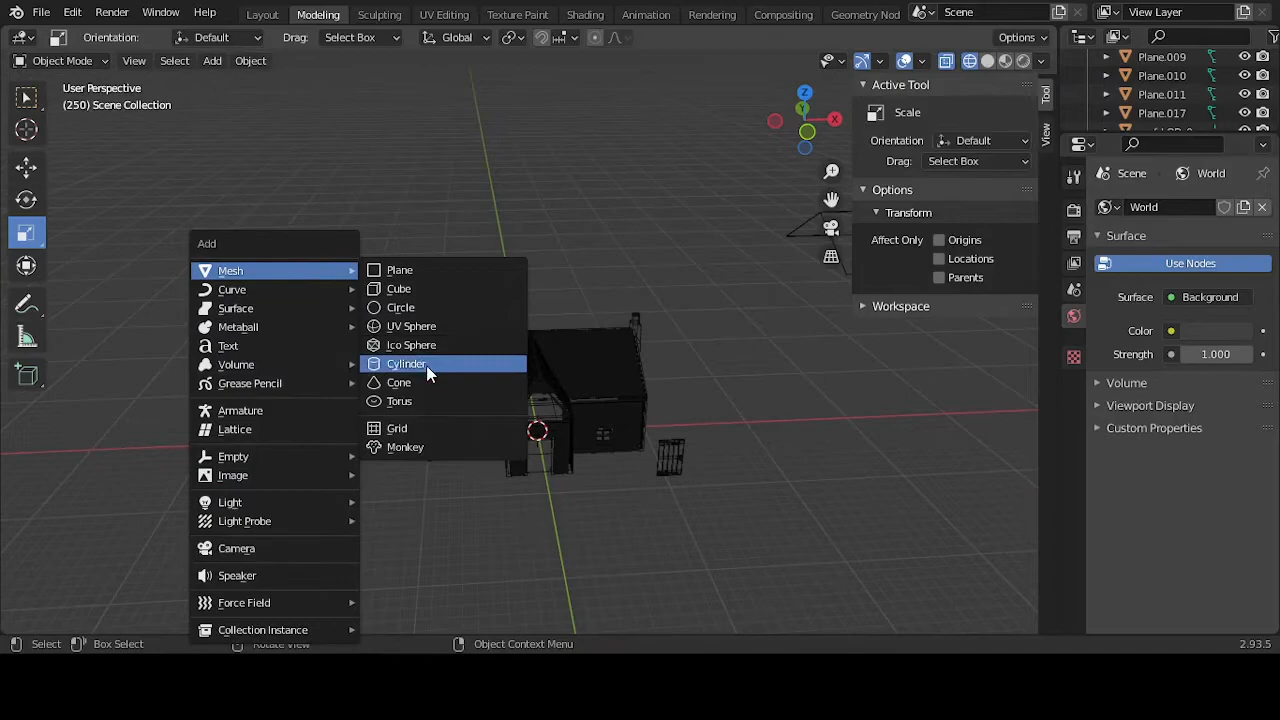 File Edit Render Window Help Layout Modeling Sculpting UV Editing Texture Paint Shading Animation Rendering Compositing Geometry Nod Scene View Layer
Orientation: Default Drag: Select Box Global Options
Object Mode View Select Add Object
User Perspective
(250) Scene Collection
Add
Mesh
Curve
Surface
Metaball
Text
Volume
Grease Pencil
Armature
Lattice
Empty
Image
Light
Light Probe
Camera
Speaker
Force Field
Collection Instance
Plane
Cube
Circle
UV Sphere
Ico Sphere
Cylinder
Cone
Torus
Grid
Monkey
Z
Y
X
Active Tool
Scale
Orientation Default
Drag: Select Box
Options
Transform
Affect Only Origins
Locations
Parents
Workspace
Tool
View
Plane.009
Plane.010
Plane.011
Plane.017
Scene World
World
Surface
Use Nodes
Surface Background
Color
Strength 1.000
Volume
Viewport Display
Custom Properties
Select Box Select Rotate View Object Context Menu 2.93.5